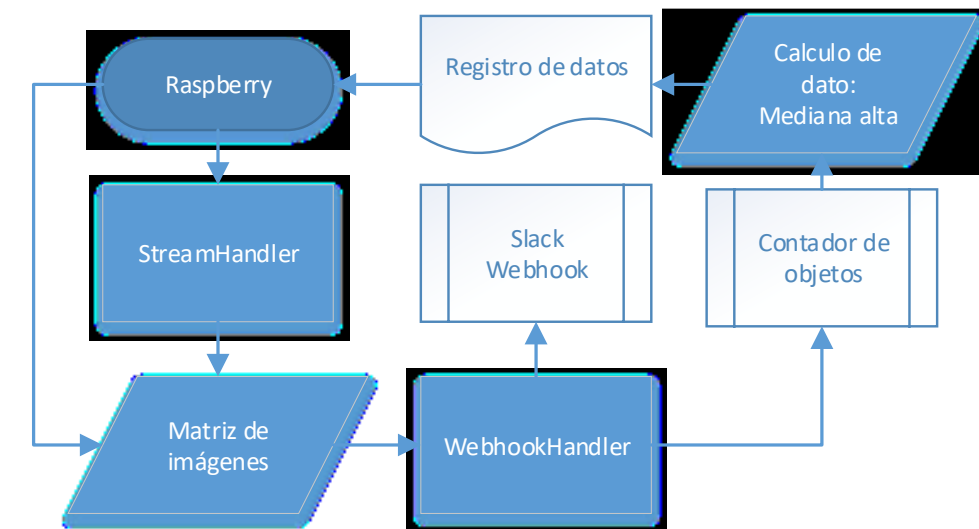 Raspberry
Registro de datos
Calculo de
dato:
Mediana alta
StreamHandler
Slack
Webhook
Contador de
objetos
Matriz de
imágenes
WebhookHandler